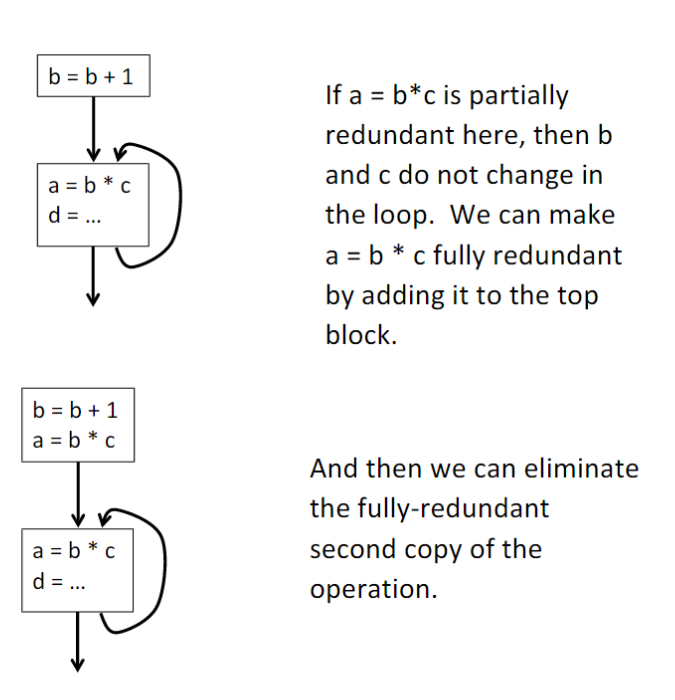 b = b + 1
a = b * c
d = ...
If a = b*c is partially
redundant here, then b
and c do not change in
the loop.  We can make
a = b * c fully redundant
by adding it to the top
block.
b = b + 1
a = b * c
a = b * c
d = ...
And then we can eliminate
the fully-redundant
second copy of the
operation.